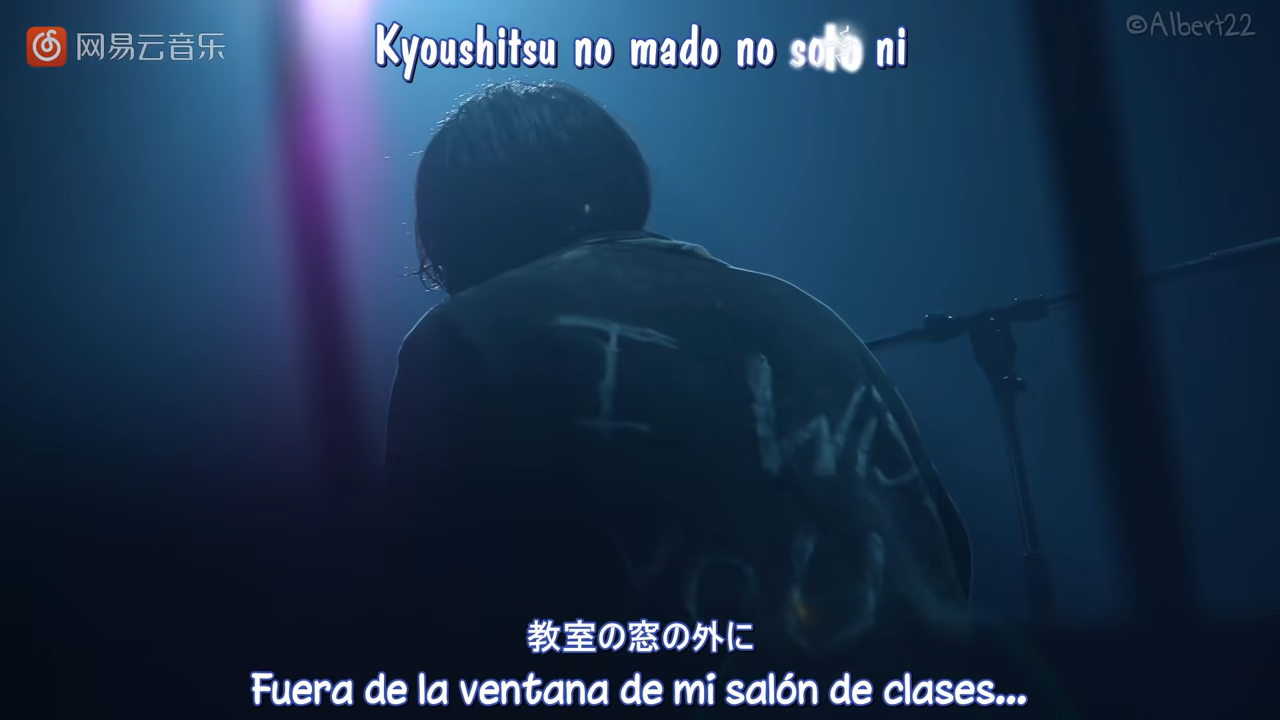 网易云音乐
©Albert22
Kyoushitsu no mado no soto ni
I W
YOU
教室の窓の外に
Fuera de la ventana de mi salón de clases...